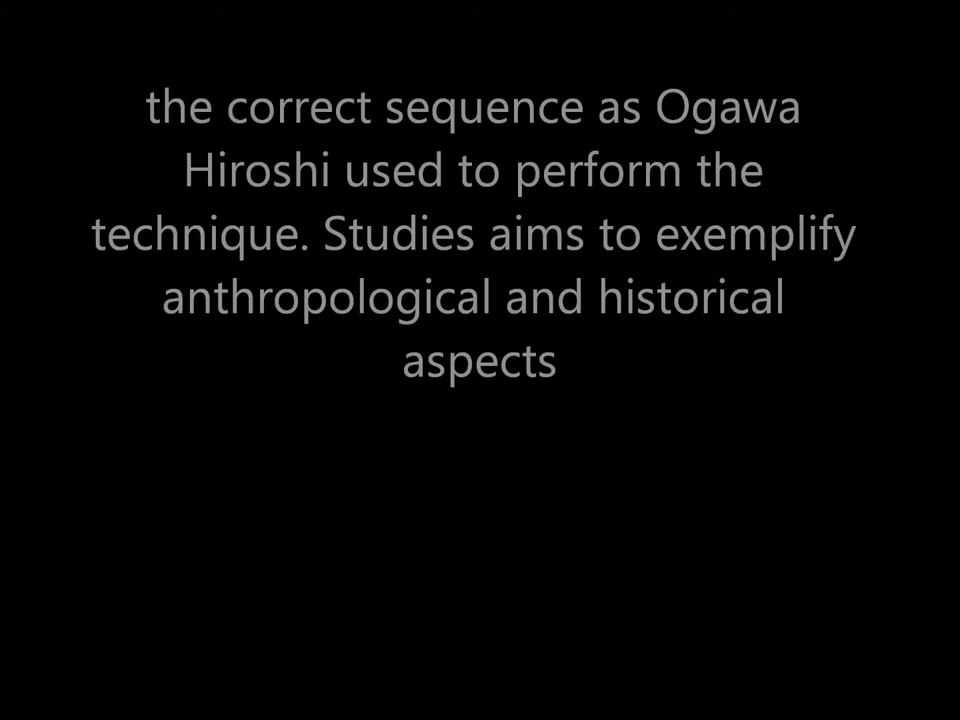 the correct sequence as Ogawa
Hiroshi used to perform the
technique. Studies aims to exemplify
anthropological and historical
aspects